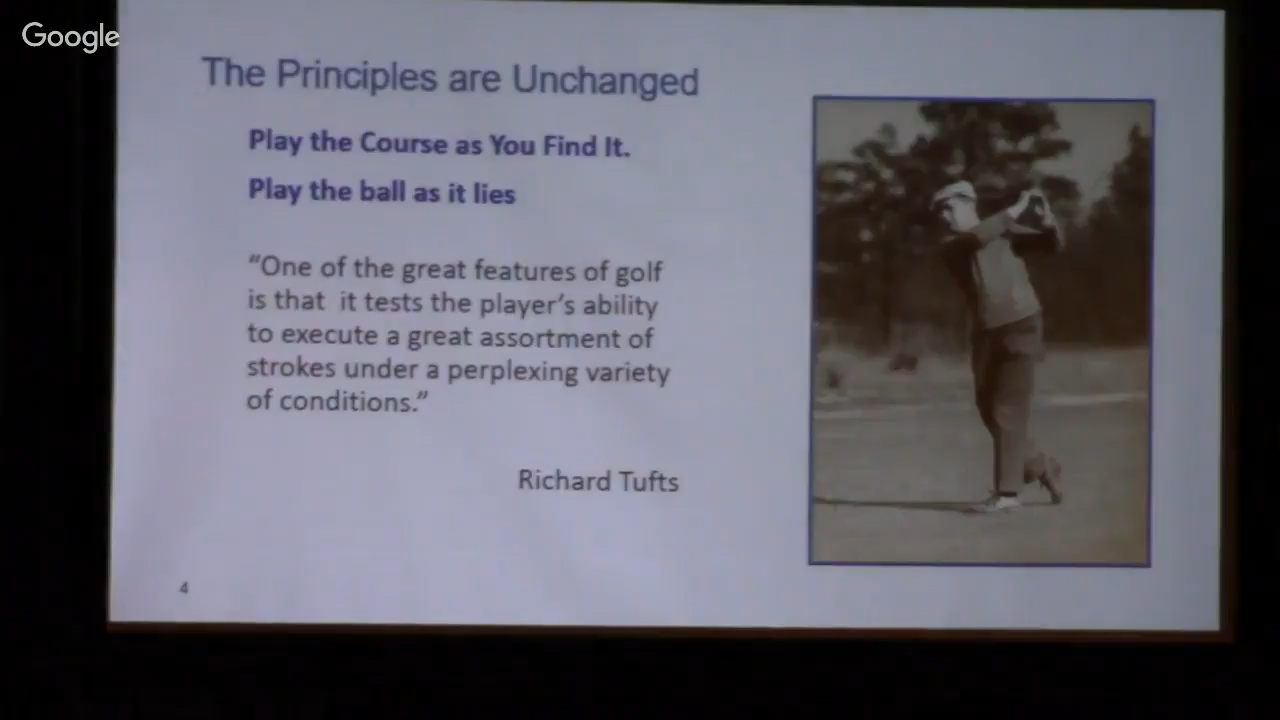 Google
The Principles are Unchanged
Play the Course as You Find It.
Play the ball as it lies
“One of the great features of golf
is that it tests the player’s ability
to execute a great assortment of
strokes under a perplexing variety
of conditions.”
Richard Tufts
4